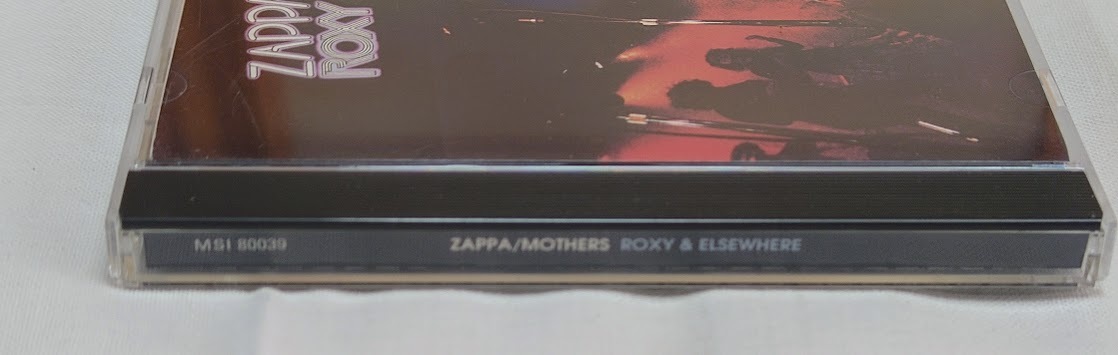 ZAPPA
ROXY
MSI 80039 ZAPPA/MOTHERS ROXY & ELSEWHERE